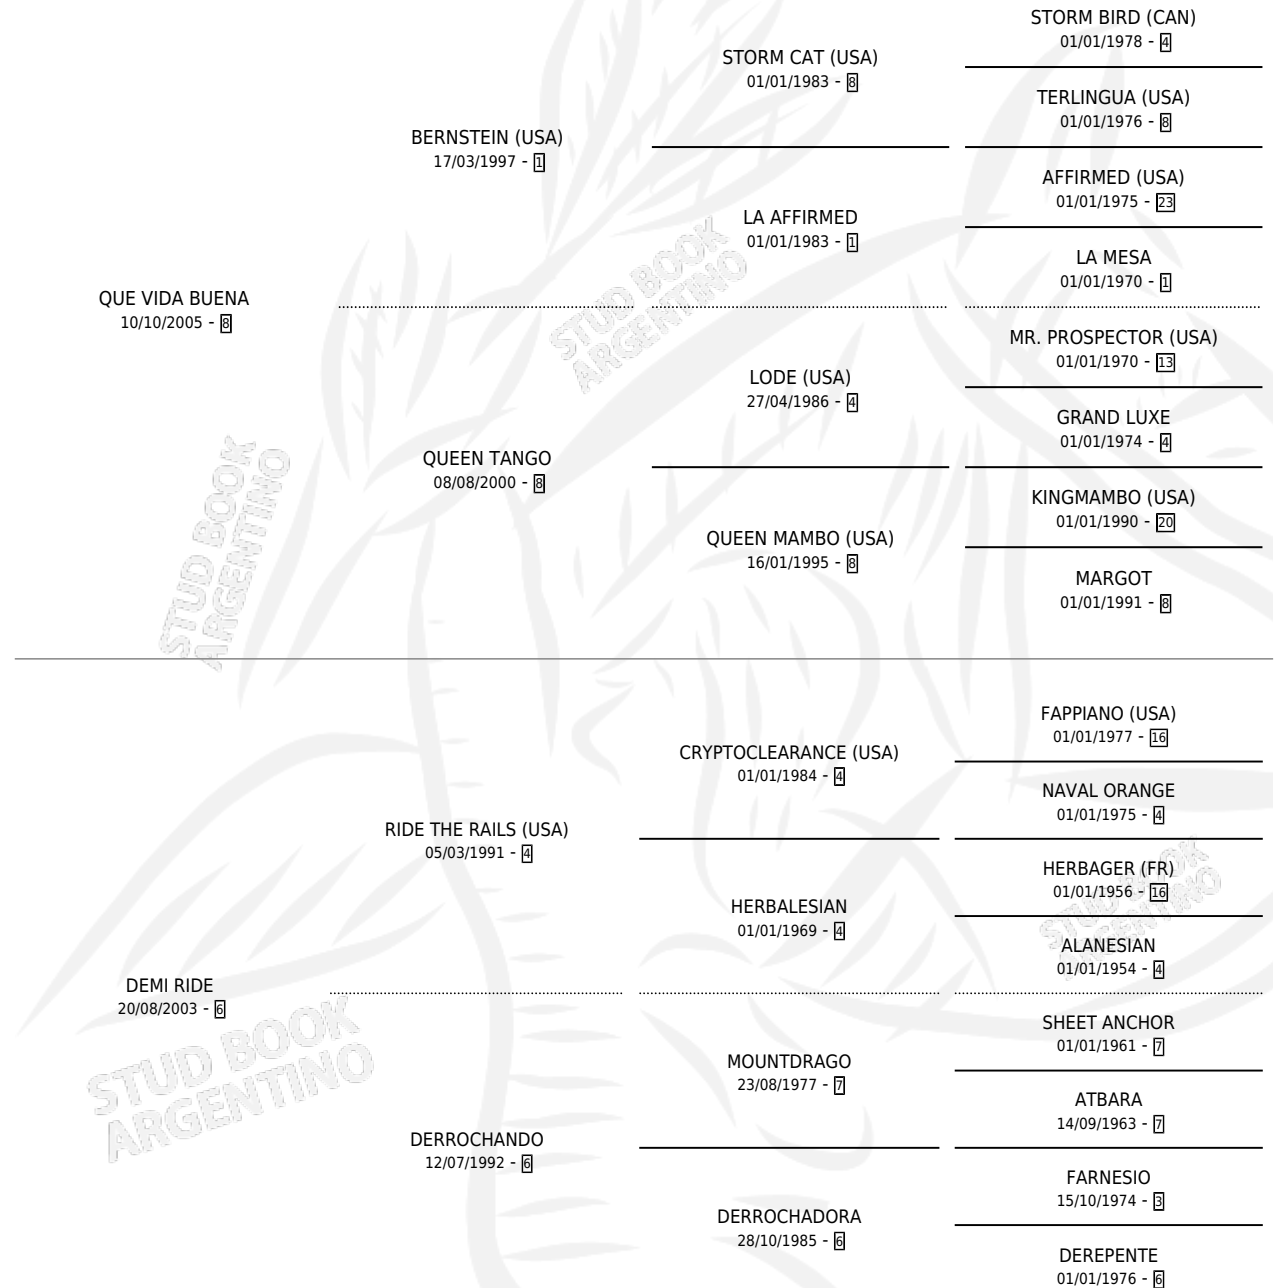 STORM BIRD (CAN)
01/01/1978 - 4
STORM CAT (USA)
01/01/1983 - 8
TERLINGUA (USA)
01/01/1976 - 8
BERNSTEIN (USA)
17/03/1997 - 1
AFFIRMED (USA)
01/01/1975 - 23
LA AFFIRMED
01/01/1983 - 1
LA MESA
01/01/1970 - 1
QUE VIDA BUENA
10/10/2005 - 8
MR. PROSPECTOR (USA)
01/01/1970 - 13
LODE (USA)
27/04/1986 - 4
GRAND LUXE
01/01/1974 - 4
QUEEN TANGO
08/08/2000 - 8
KINGMAMBO (USA)
01/01/1990 - 20
QUEEN MAMBO (USA)
16/01/1995 - 8
MARGOT
01/01/1991 - 8
FAPPIANO (USA)
01/01/1977 - 16
CRYPTOCLEARANCE (USA)
01/01/1984 - 4
NAVAL ORANGE
01/01/1975 - 4
RIDE THE RAILS (USA)
05/03/1991 - 4
HERBAGER (FR)
01/01/1956 - 16
HERBALESIAN
01/01/1969 - 4
ALANESIAN
01/01/1954 - 4
DEMI RIDE
20/08/2003 - 6
SHEET ANCHOR
01/01/1961 - 7
MOUNTDRAGO
23/08/1977 - 7
ATBARA
14/09/1963 - 7
DERROCHANDO
12/07/1992 - 6
FARNESIO
15/10/1974 - 3
DERROCHADORA
28/10/1985 - 6
DEREPENTE
01/01/1976 - 6
STUD BOOK
ARGENTINO
STUD BOOK
ARGENTINO
STUD BOOK
ARGENTINO
STUD BOOK
ARGENTINO